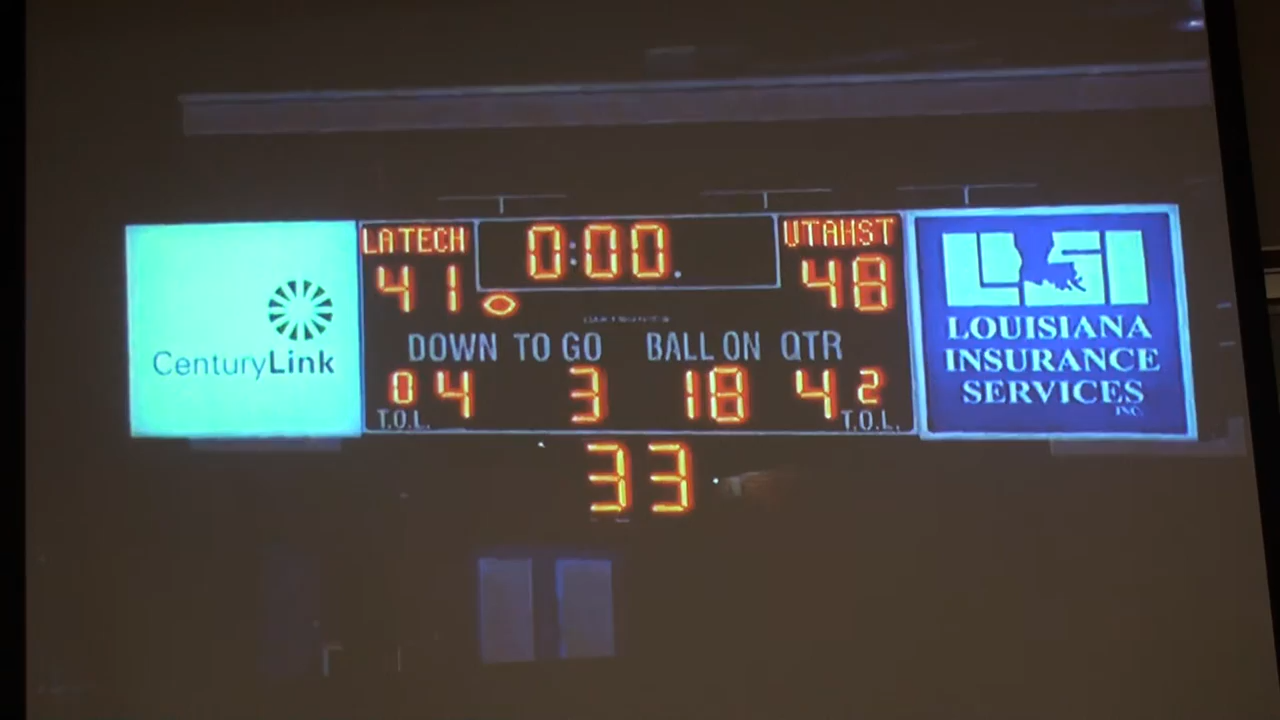 LATECH 0:00. UTAHST
41 48
DOWN TO GO BALL ON QTR
0 4 3 18 4 2
T.O.L. T.O.L.
33
CenturyLink
LSI
LOUISIANA
INSURANCE
SERVICES
INC.